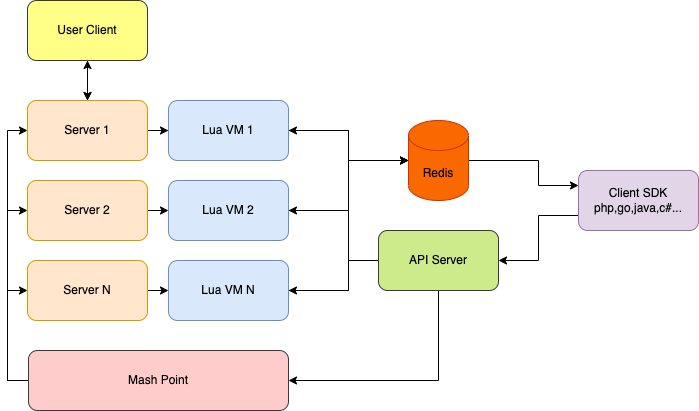 User Client
Server 1
Lua VM 1
Redis
Client SDK
php,go,java,c#...
Server 2
Lua VM 2
API Server
Server N
Lua VM N
Mash Point